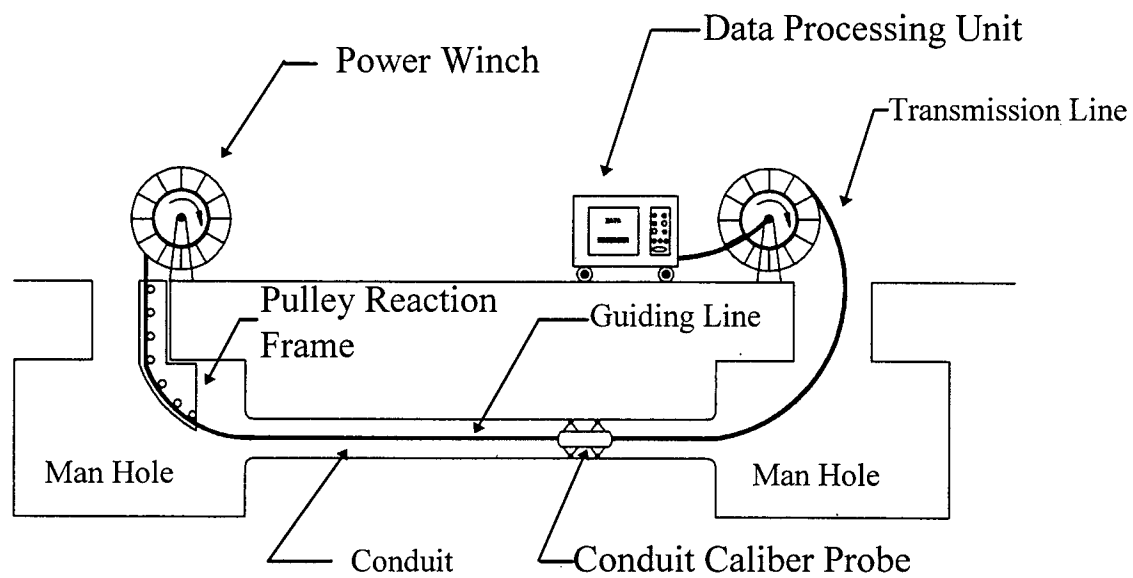 Data Processing Unit
Power Winch
Transmission Line
Pulley Reaction
Frame
Guiding Line
Man Hole
Man Hole
Conduit
Conduit Caliber Probe